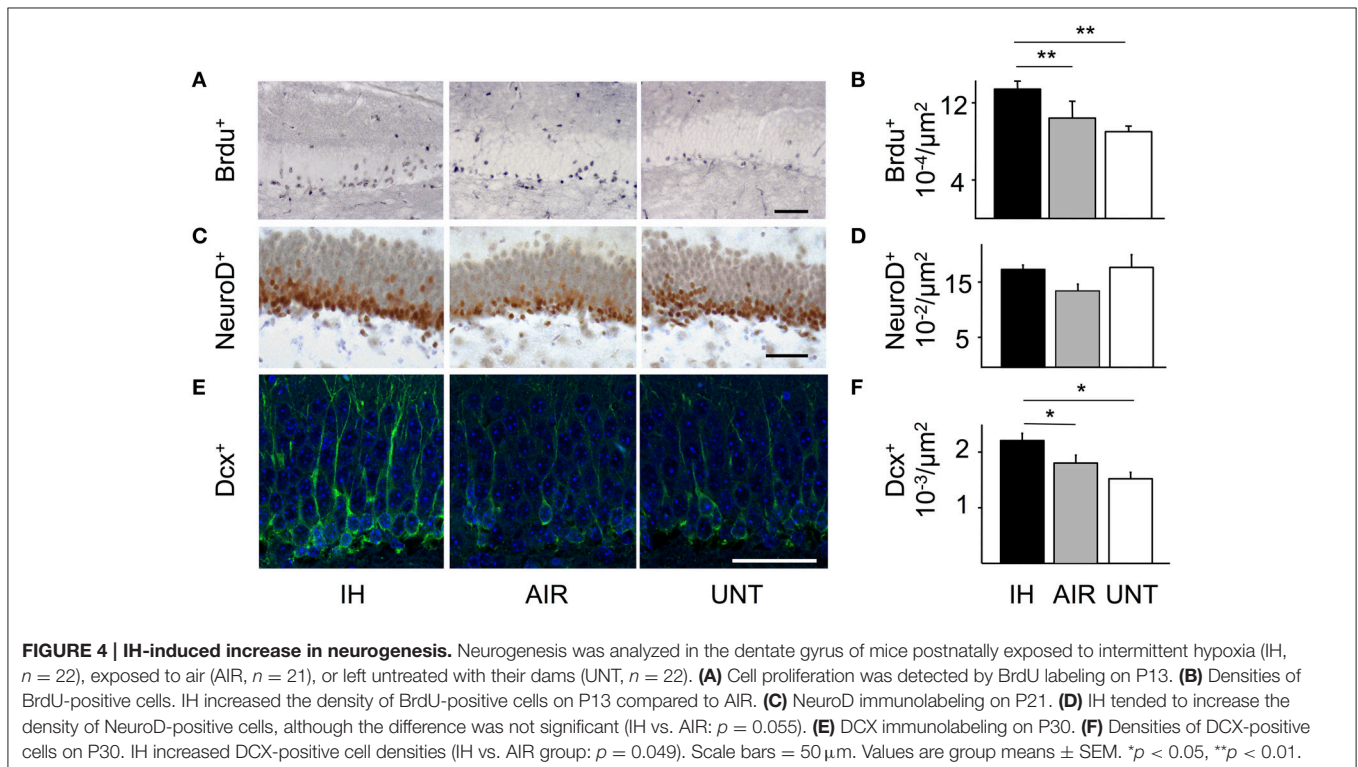 A
Brdu⁺
B
**
**
Brdu⁺
10⁻⁴/µm²
12
4
C
NeuroD⁺
D
NeuroD⁺
10⁻²/µm²
15
5
E
Dcx⁺
F
*
*
Dcx⁺
10⁻³/µm²
2
1
IH AIR UNT
IH AIR UNT
FIGURE 4 | IH-induced increase in neurogenesis. Neurogenesis was analyzed in the dentate gyrus of mice postnatally exposed to intermittent hypoxia (IH,
n = 22), exposed to air (AIR, n = 21), or left untreated with their dams (UNT, n = 22). (A) Cell proliferation was detected by BrdU labeling on P13. (B) Densities of
BrdU-positive cells. IH increased the density of BrdU-positive cells on P13 compared to AIR. (C) NeuroD immunolabeling on P21. (D) IH tended to increase the
density of NeuroD-positive cells, although the difference was not significant (IH vs. AIR: p = 0.055). (E) DCX immunolabeling on P30. (F) Densities of DCX-positive
cells on P30. IH increased DCX-positive cell densities (IH vs. AIR group: p = 0.049). Scale bars = 50 µm. Values are group means ± SEM. *p < 0.05, **p < 0.01.